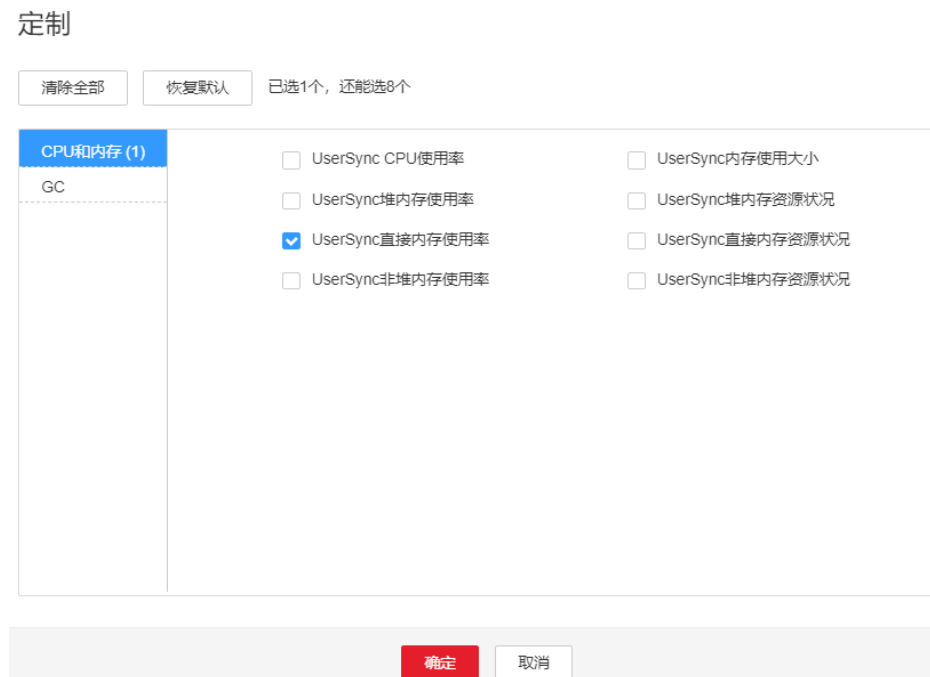 定制
清除全部 恢复默认 已选1个，还能选8个
CPU和内存 (1)
GC
UserSync CPU使用率 UserSync内存使用大小
UserSync堆内存使用率 UserSync堆内存资源状况
UserSync直接内存使用率 UserSync直接内存资源状况
UserSync非堆内存使用率 UserSync非堆内存资源状况
确定 取消